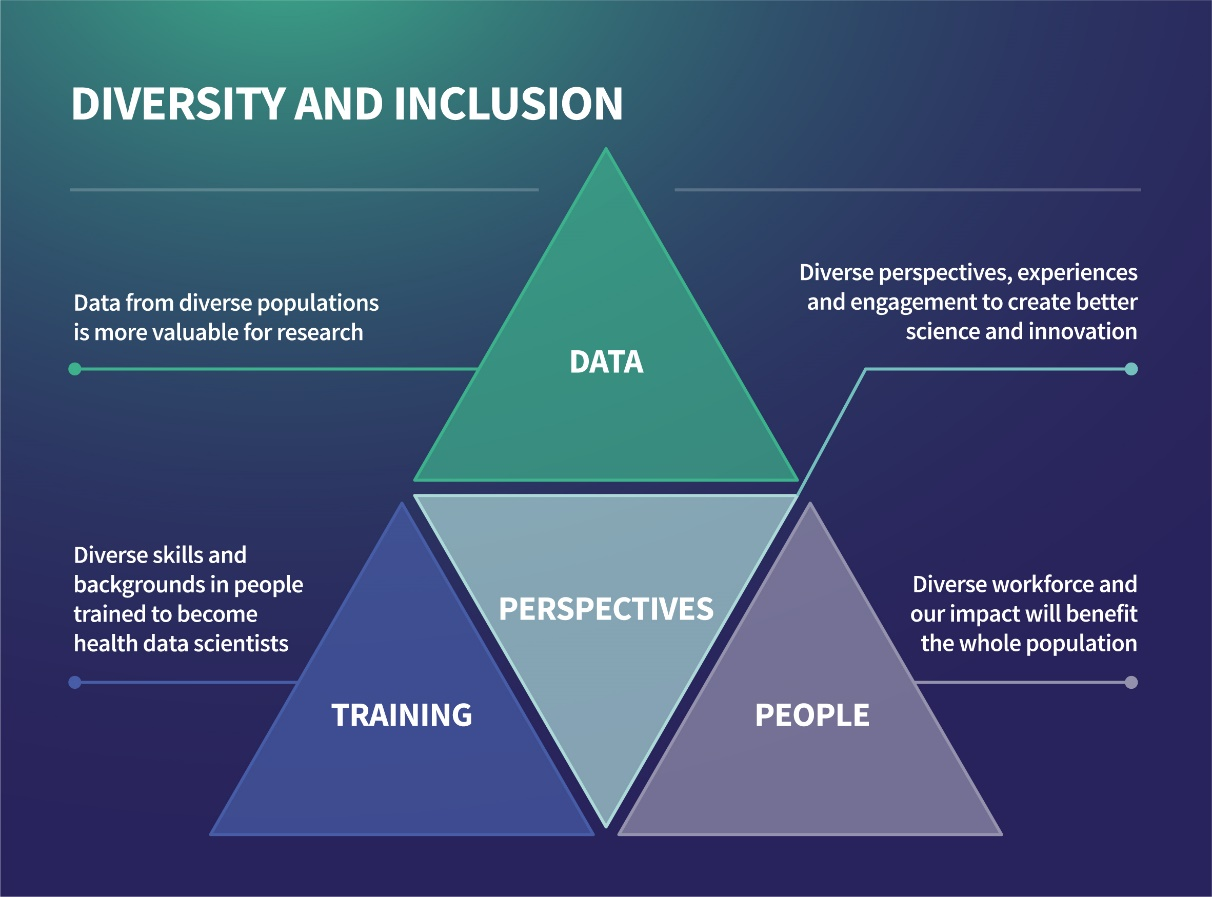 DIVERSITY AND INCLUSION
Data from diverse populations
is more valuable for research
Diverse perspectives, experiences
and engagement to create better
science and innovation
DATA
Diverse skills and
backgrounds in people
trained to become
health data scientists
PERSPECTIVES
Diverse workforce and
our impact will benefit
the whole population
TRAINING
PEOPLE